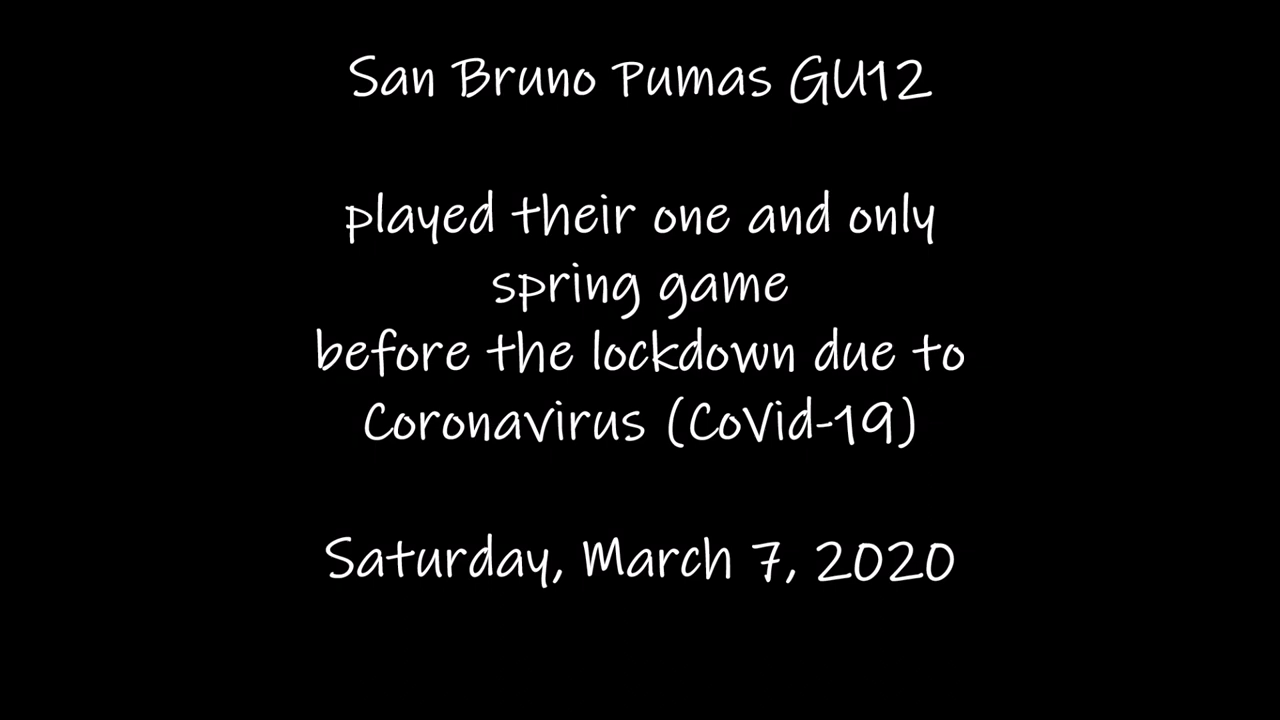 San Bruno Pumas GU12
played their one and only
spring game
before the lockdown due to
Coronavirus (CoVid-19)
Saturday, March 7, 2020